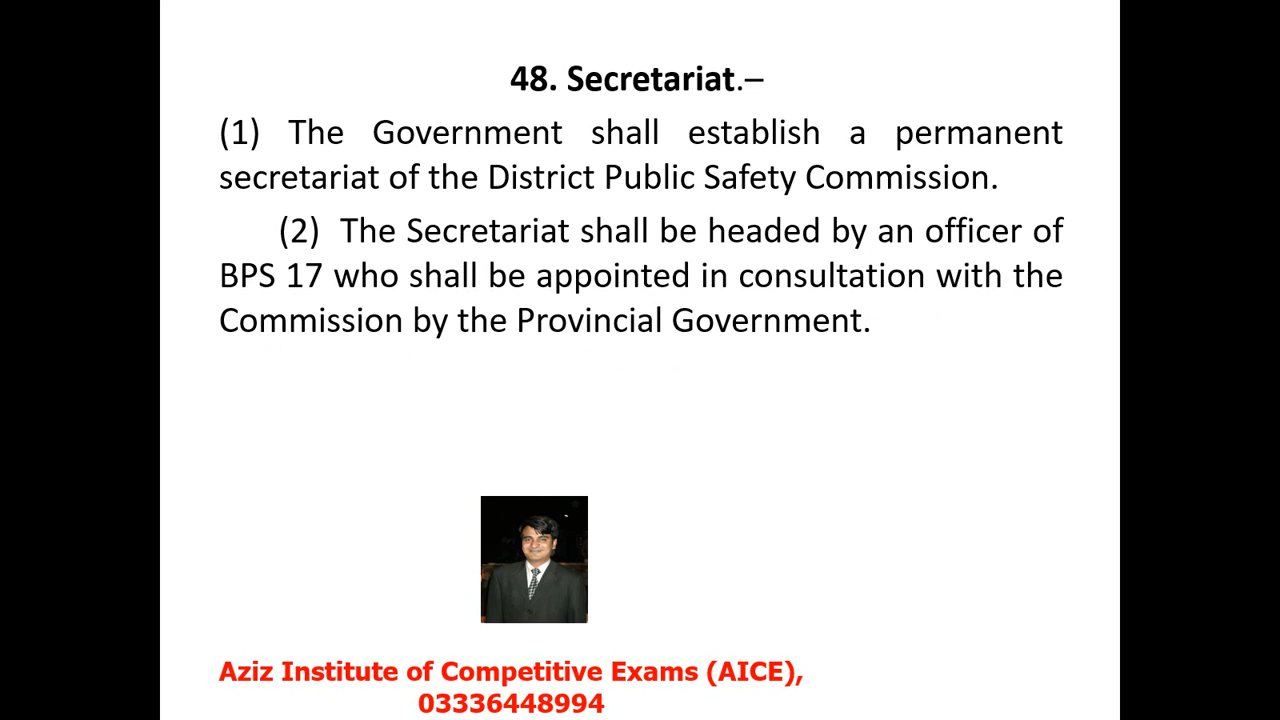 48. Secretariat.–
(1) The Government shall establish a permanent
secretariat of the District Public Safety Commission.
(2) The Secretariat shall be headed by an officer of
BPS 17 who shall be appointed in consultation with the
Commission by the Provincial Government.
Aziz Institute of Competitive Exams (AICE),
03336448994